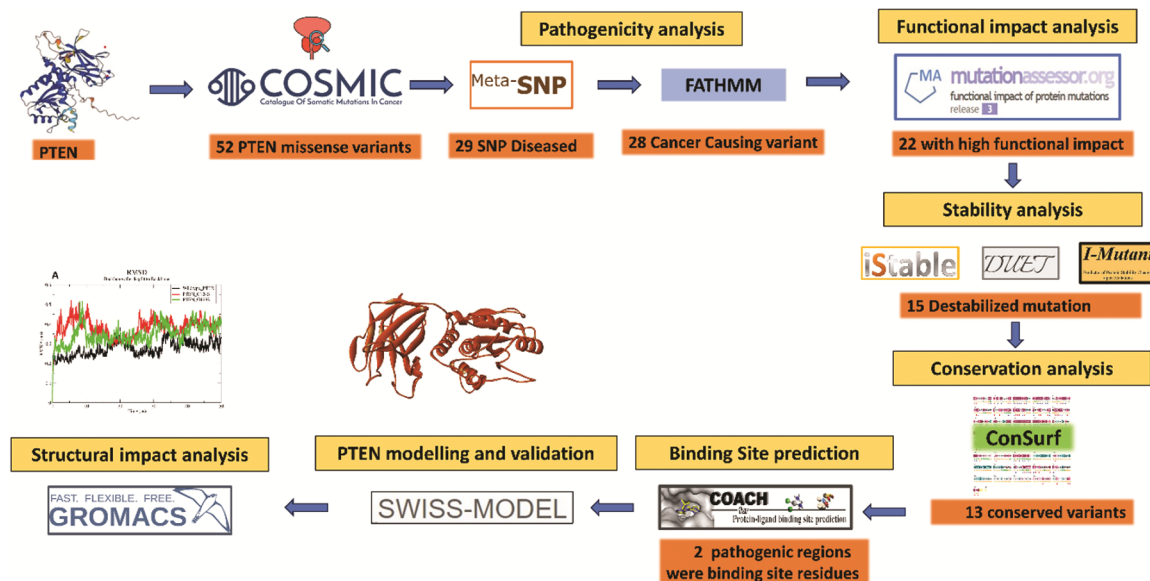 Pathogenicity analysis
Functional impact analysis
COSMIC
Catalogue Of Somatic Mutations In Cancer
Meta-SNP
FATHMM
MA
mutationassessor.org
functional impact of protein mutations
release 3
PTEN
52 PTEN missense variants
29 SNP Diseased
28 Cancer Causing variant
22 with high functional impact
Stability analysis
iStable
DUET
I-Mutant
15 Destabilized mutation
Conservation analysis
ConSurf
13 conserved variants
A
RMSD
Structural impact analysis
PTEN modelling and validation
Binding Site prediction
FAST. FLEXIBLE. FREE.
GROMACS
SWISS-MODEL
COACH
Protein-ligand binding site prediction
2 pathogenic regions
were binding site residues